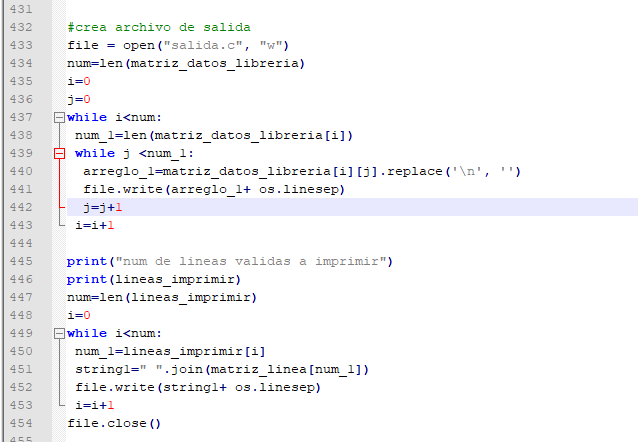 431
432 #crea archivo de salida
433 file = open("salida.c", "w")
434 num=len(matriz_datos_libreria)
435 i=0
436 j=0
437 while i<num:
438 num_1=len(matriz_datos_libreria[i])
439 while j <num_1:
440 arreglo_1=matriz_datos_libreria[i][j].replace('\n', '')
441 file.write(arreglo_1+ os.linesep)
442 j=j+1
443 i=i+1
444
445 print("num de lineas validas a imprimir")
446 print(lineas_imprimir)
447 num=len(lineas_imprimir)
448 i=0
449 while i<num:
450 num_1=lineas_imprimir[i]
451 string1=" ".join(matriz_linea[num_1])
452 file.write(string1+ os.linesep)
453 i=i+1
454 file.close()
455